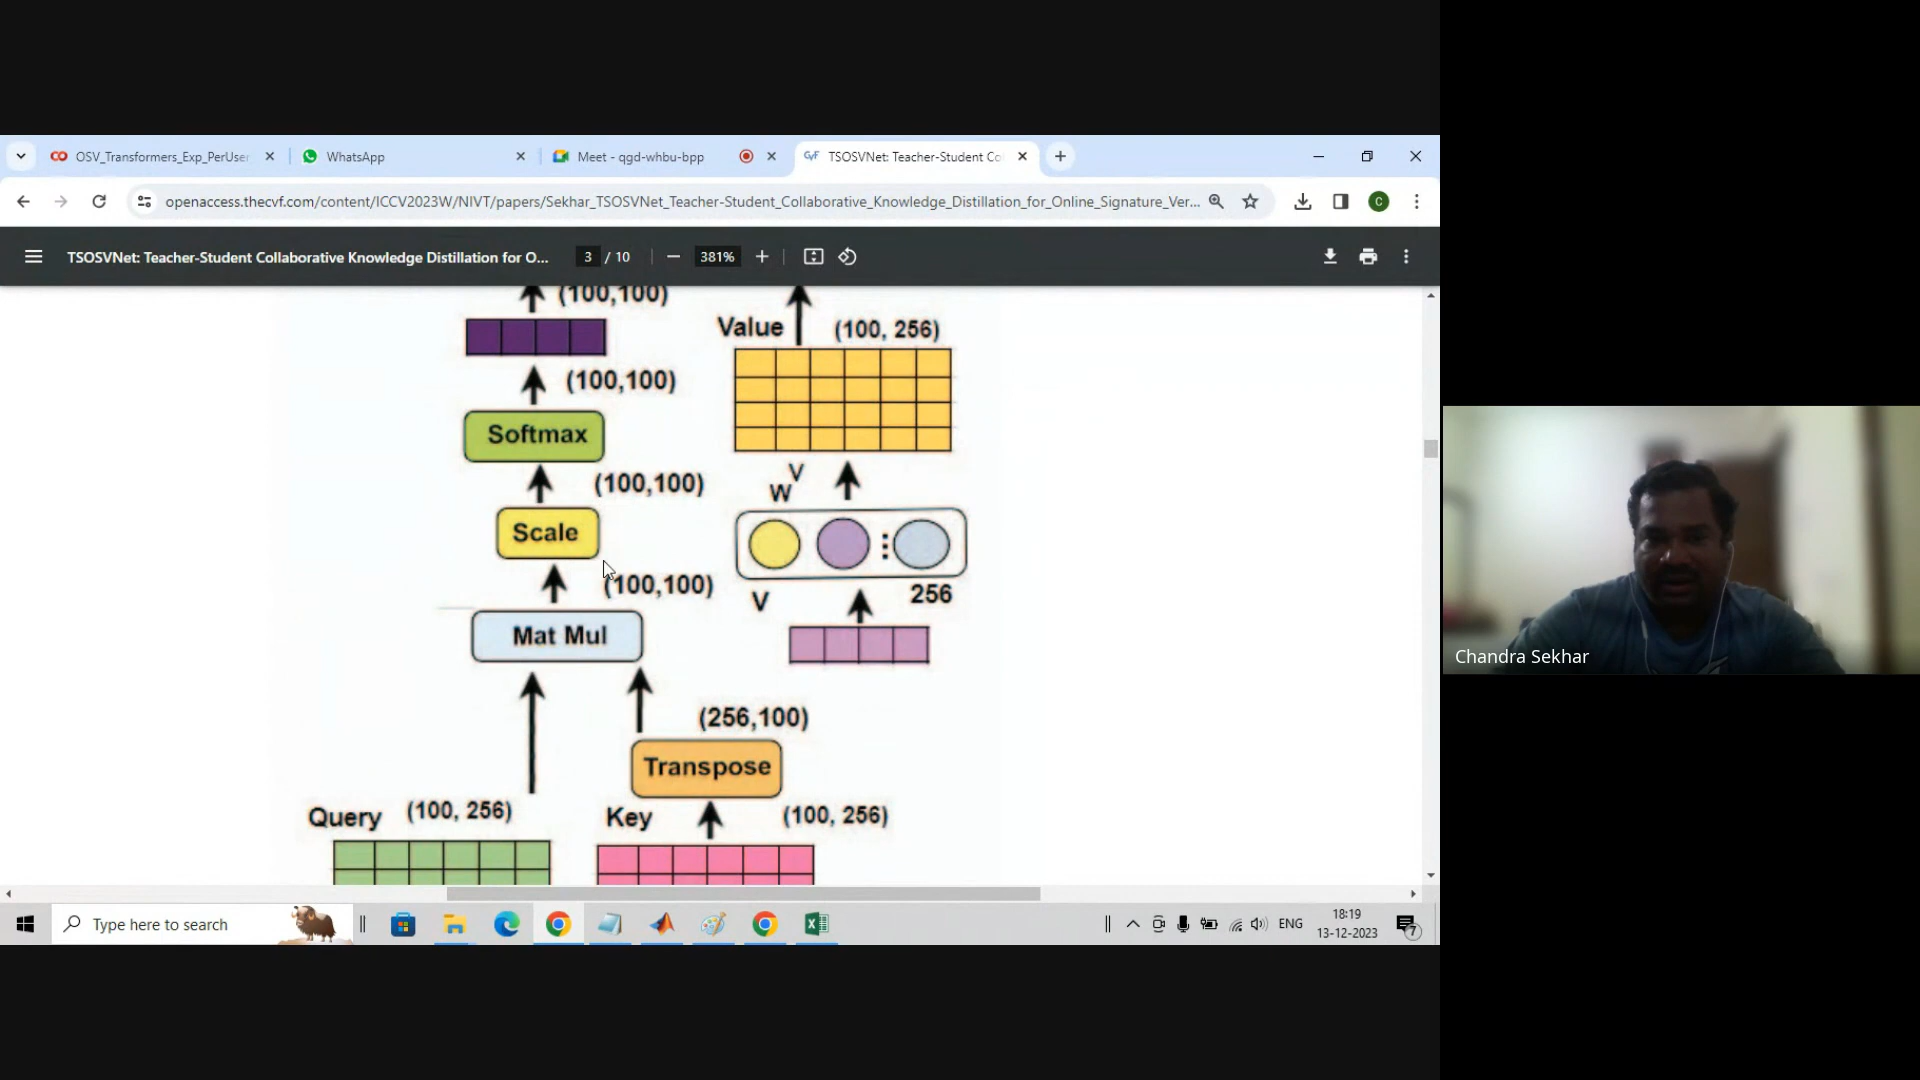 OSV_Transformers_Exp_PerUser
WhatsApp
Meet - qgd-whbu-bpp
TSOSVNet: Teacher-Student Co
openaccess.thecvf.com/content/ICCV2023W/NIVT/papers/Sekhar_TSOSVNet_Teacher-Student_Collaborative_Knowledge_Distillation_for_Online_Signature_Ver...
C
TSOSVNet: Teacher-Student Collaborative Knowledge Distillation for O...
3 / 10
381%
(100,100)
Value
(100, 256)
(100,100)
Softmax
(100,100)
W V
Scale
(100,100)
V
256
Mat Mul
(256,100)
Transpose
Query
(100, 256)
Key
(100, 256)
Chandra Sekhar
Type here to search
ENG
18:19
13-12-2023
7